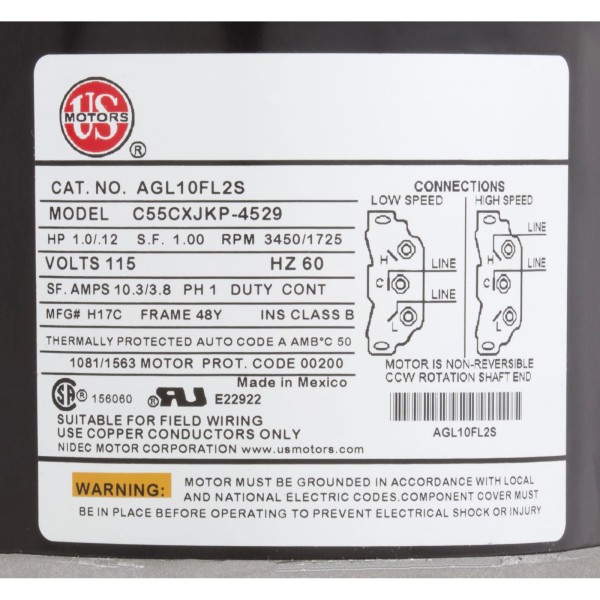 US
MOTORS
®
CAT. NO. AGL10FL2S
MODEL C55CXJKP-4529
HP 1.0/.12 S.F. 1.00 RPM 3450/1725
VOLTS 115 HZ 60
SF. AMPS 10.3/3.8 PH 1 DUTY CONT
MFG# H17C FRAME 48Y INS CLASS B
THERMALLY PROTECTED AUTO CODE A AMB°C 50
1081/1563 MOTOR PROT. CODE 00200
Made in Mexico
SA ® 156060 ® RU E22922
SUITABLE FOR FIELD WIRING
USE COPPER CONDUCTORS ONLY
NIDEC MOTOR CORPORATION www.usmotors.com
CONNECTIONS
LOW SPEED HIGH SPEED
LINE
H H
C C
LINE
L L
LINE
LINE
MOTOR IS NON-REVERSIBLE
CCW ROTATION SHAFT END
AGL10FL2S
WARNING: MOTOR MUST BE GROUNDED IN ACCORDANCE WITH LOCAL
AND NATIONAL ELECTRIC CODES.COMPONENT COVER MUST
BE IN PLACE BEFORE OPERATING TO PREVENT ELECTRICAL SHOCK OR INJURY